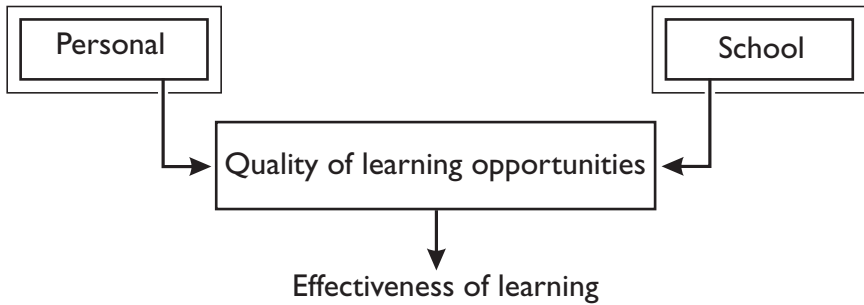 Personal
School
Quality of learning opportunities
Effectiveness of learning